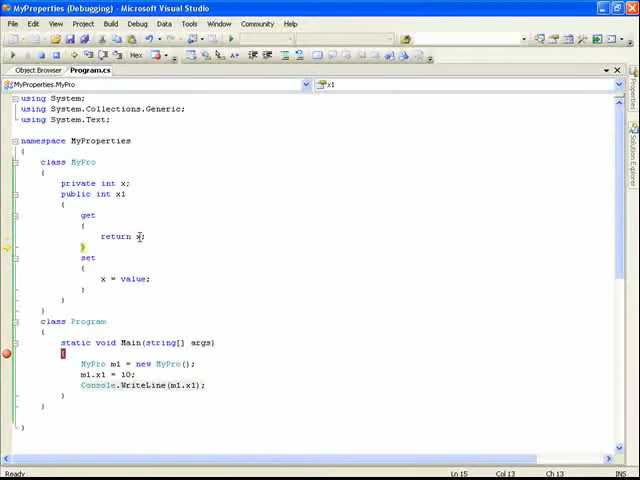 MyProperties (Debugging) - Microsoft Visual Studio
File Edit View Project Build Debug Data Tools Window Community Help
Hex
Object Browser Program.cs
MyProperties.MyPro x1
using System;
using System.Collections.Generic;
using System.Text;
namespace MyProperties
{
class MyPro
{
private int x;
public int x1
{
get
{
return x;
}
set
{
x = value;
}
}
}
class Program
{
static void Main(string[] args)
{
MyPro m1 = new MyPro();
m1.x1 = 10;
Console.WriteLine(m1.x1);
}
}
}
Properties
Solution Explorer
Ready Ln 15 Col 13 Ch 13 INS